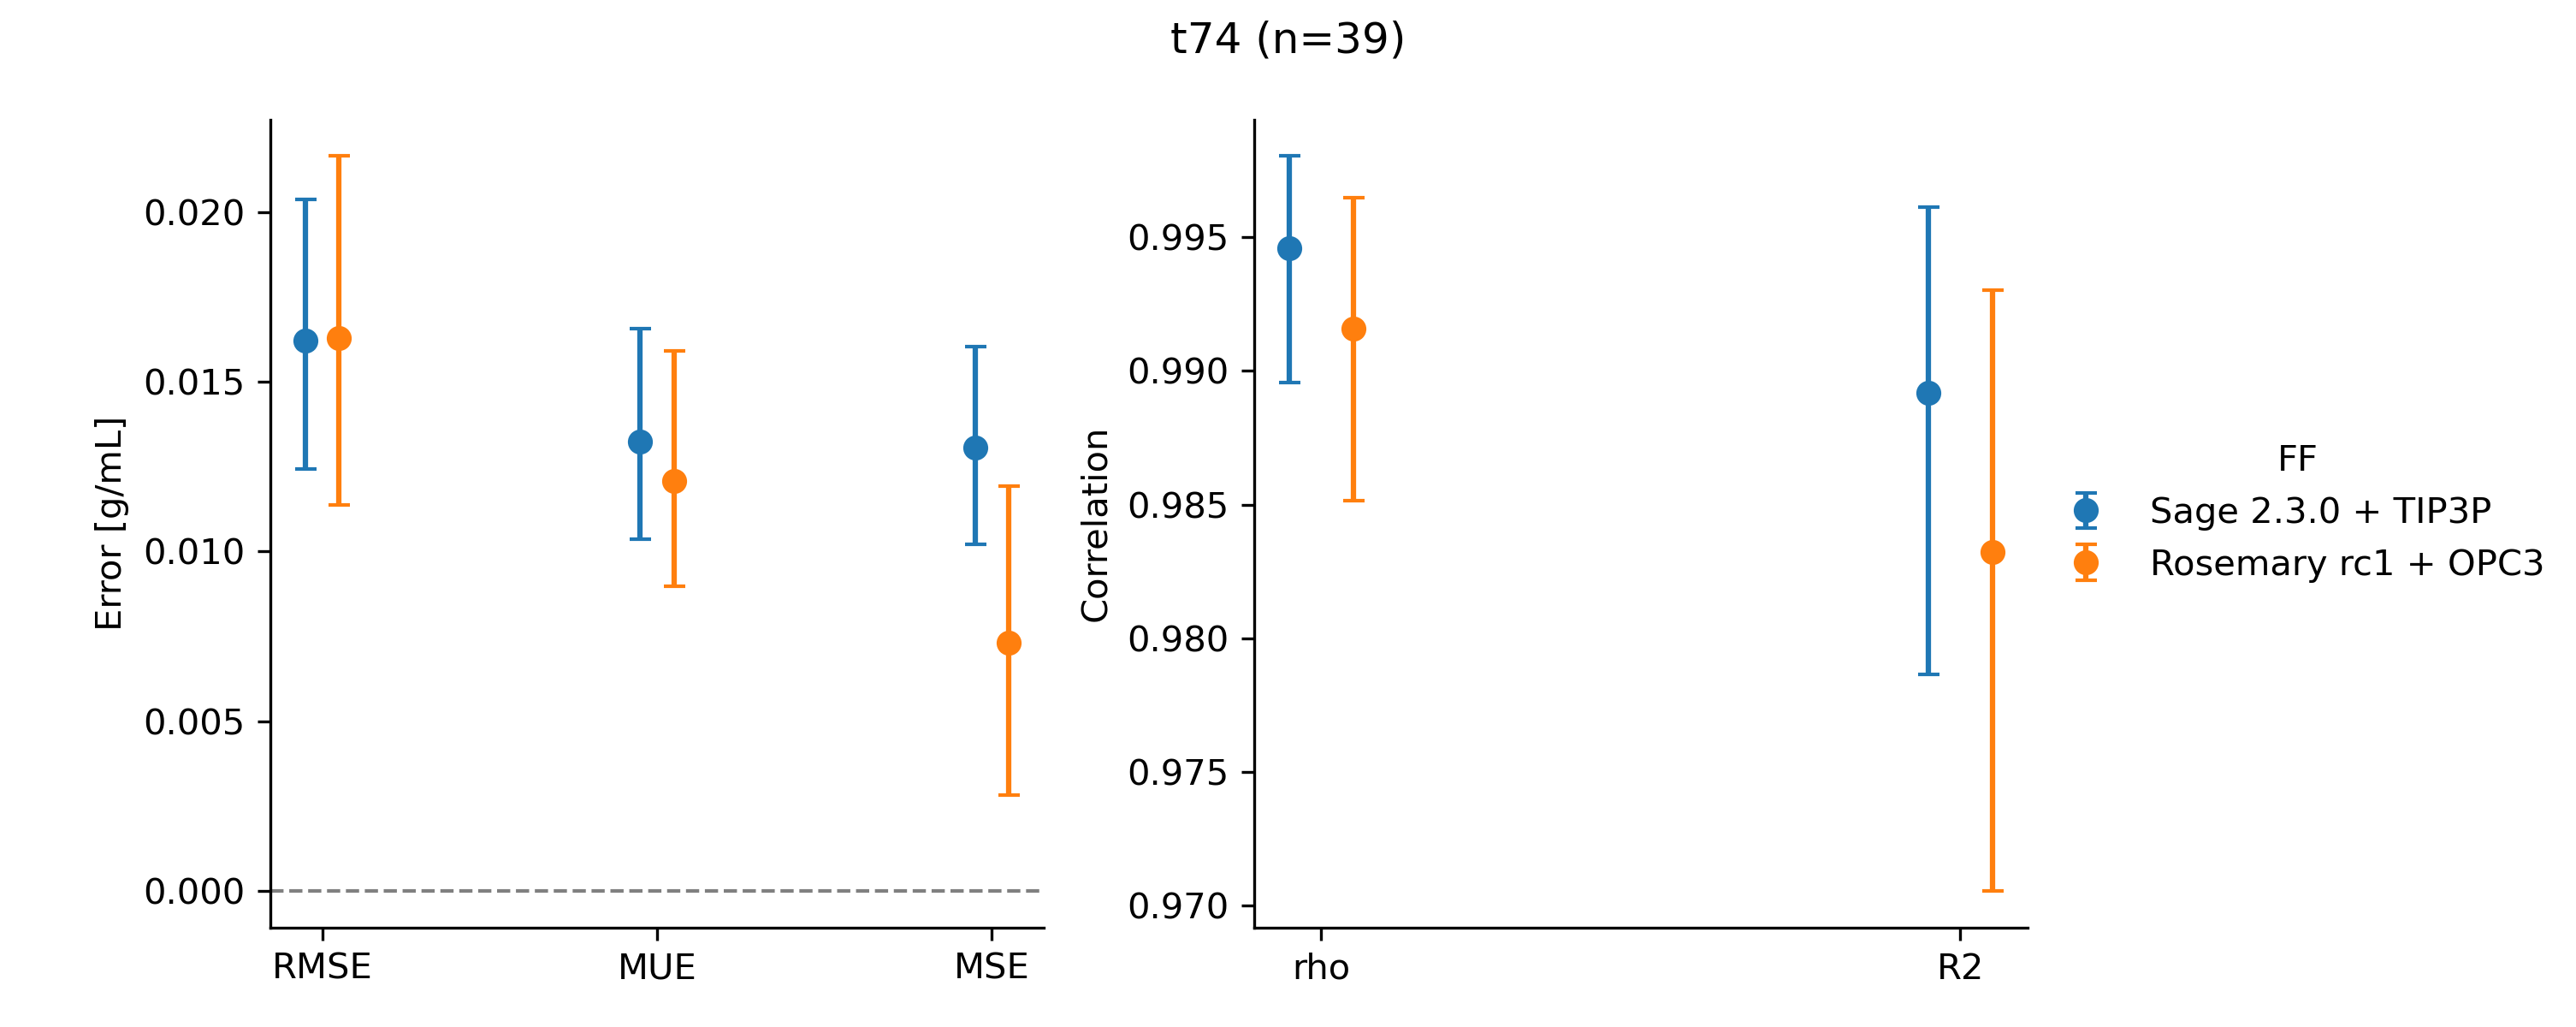 t74 (n=39)
Error [g/mL]
0.020
0.015
0.010
0.005
0.000
RMSE
MUE
MSE
Correlation
0.995
0.990
0.985
0.980
0.975
0.970
rho
R2
FF
Sage 2.3.0 + TIP3P
Rosemary rc1 + OPC3